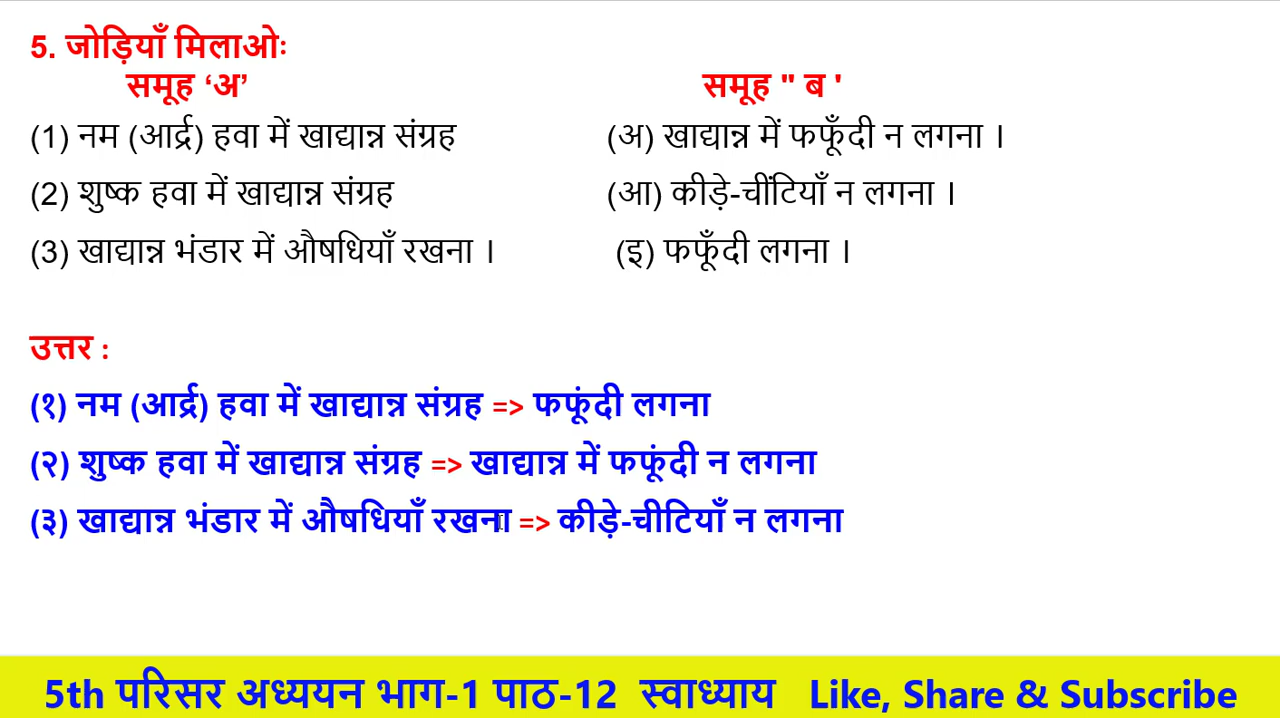 5. जोड़ियाँ मिलाओः
समूह ‘अ’ समूह " ब '
(1) नम (आर्द्र) हवा में खाद्यान्न संग्रह (अ) खाद्यान्न में फफूँदी न लगना ।
(2) शुष्क हवा में खाद्यान्न संग्रह (आ) कीड़े-चींटियाँ न लगना ।
(3) खाद्यान्न भंडार में औषधियाँ रखना । (इ) फफूँदी लगना ।
उत्तर :
(१) नम (आर्द्र) हवा में खाद्यान्न संग्रह => फफूंदी लगना
(२) शुष्क हवा में खाद्यान्न संग्रह => खाद्यान्न में फफूंदी न लगना
(३) खाद्यान्न भंडार में औषधियाँ रखना => कीड़े-चीटियाँ न लगना
5th परिसर अध्ययन भाग-1 पाठ-12 स्वाध्याय Like, Share & Subscribe